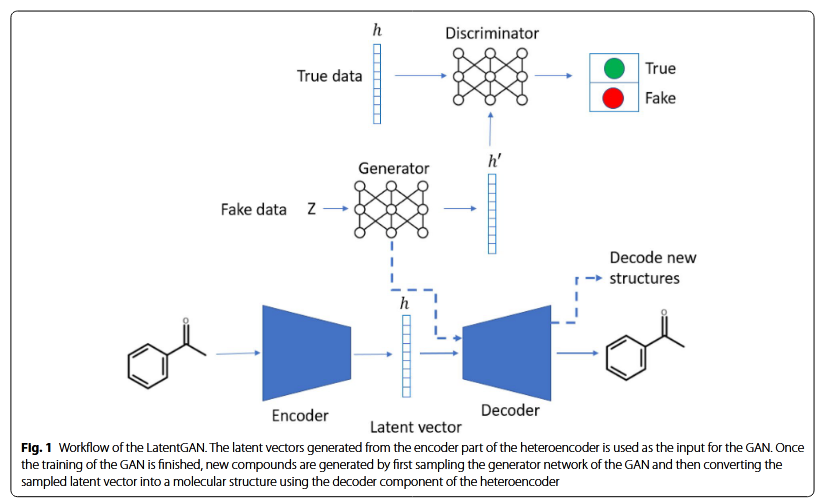 h
Discriminator
True data
True
Fake
Generator
h′
Fake data Z
Decode new
structures
h
O
O
Encoder
Decoder
Latent vector
Fig. 1 Workflow of the LatentGAN. The latent vectors generated from the encoder part of the heteroencoder is used as the input for the GAN. Once
the training of the GAN is finished, new compounds are generated by first sampling the generator network of the GAN and then converting the
sampled latent vector into a molecular structure using the decoder component of the heteroencoder